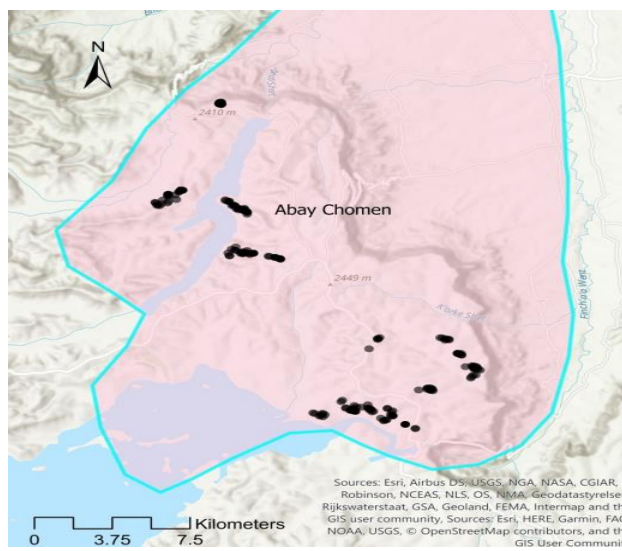 N
2410 m
Abay Chomen
2449 m
Kilometers
0 3.75 7.5
Sources: Esri, Airbus DS, USGS, NGA, NASA, CGIAR,
Robinson, NCEAS, NLS, OS, NMA, Geodatastyrelse
Rijkswaterstaat, GSA, Geoland, FEMA, Intermap and th
GIS user community, Sources: Esri, HERE, Garmin, FAO
NOAA, USGS, © OpenStreetMap contributors, and th
GIS User Communi